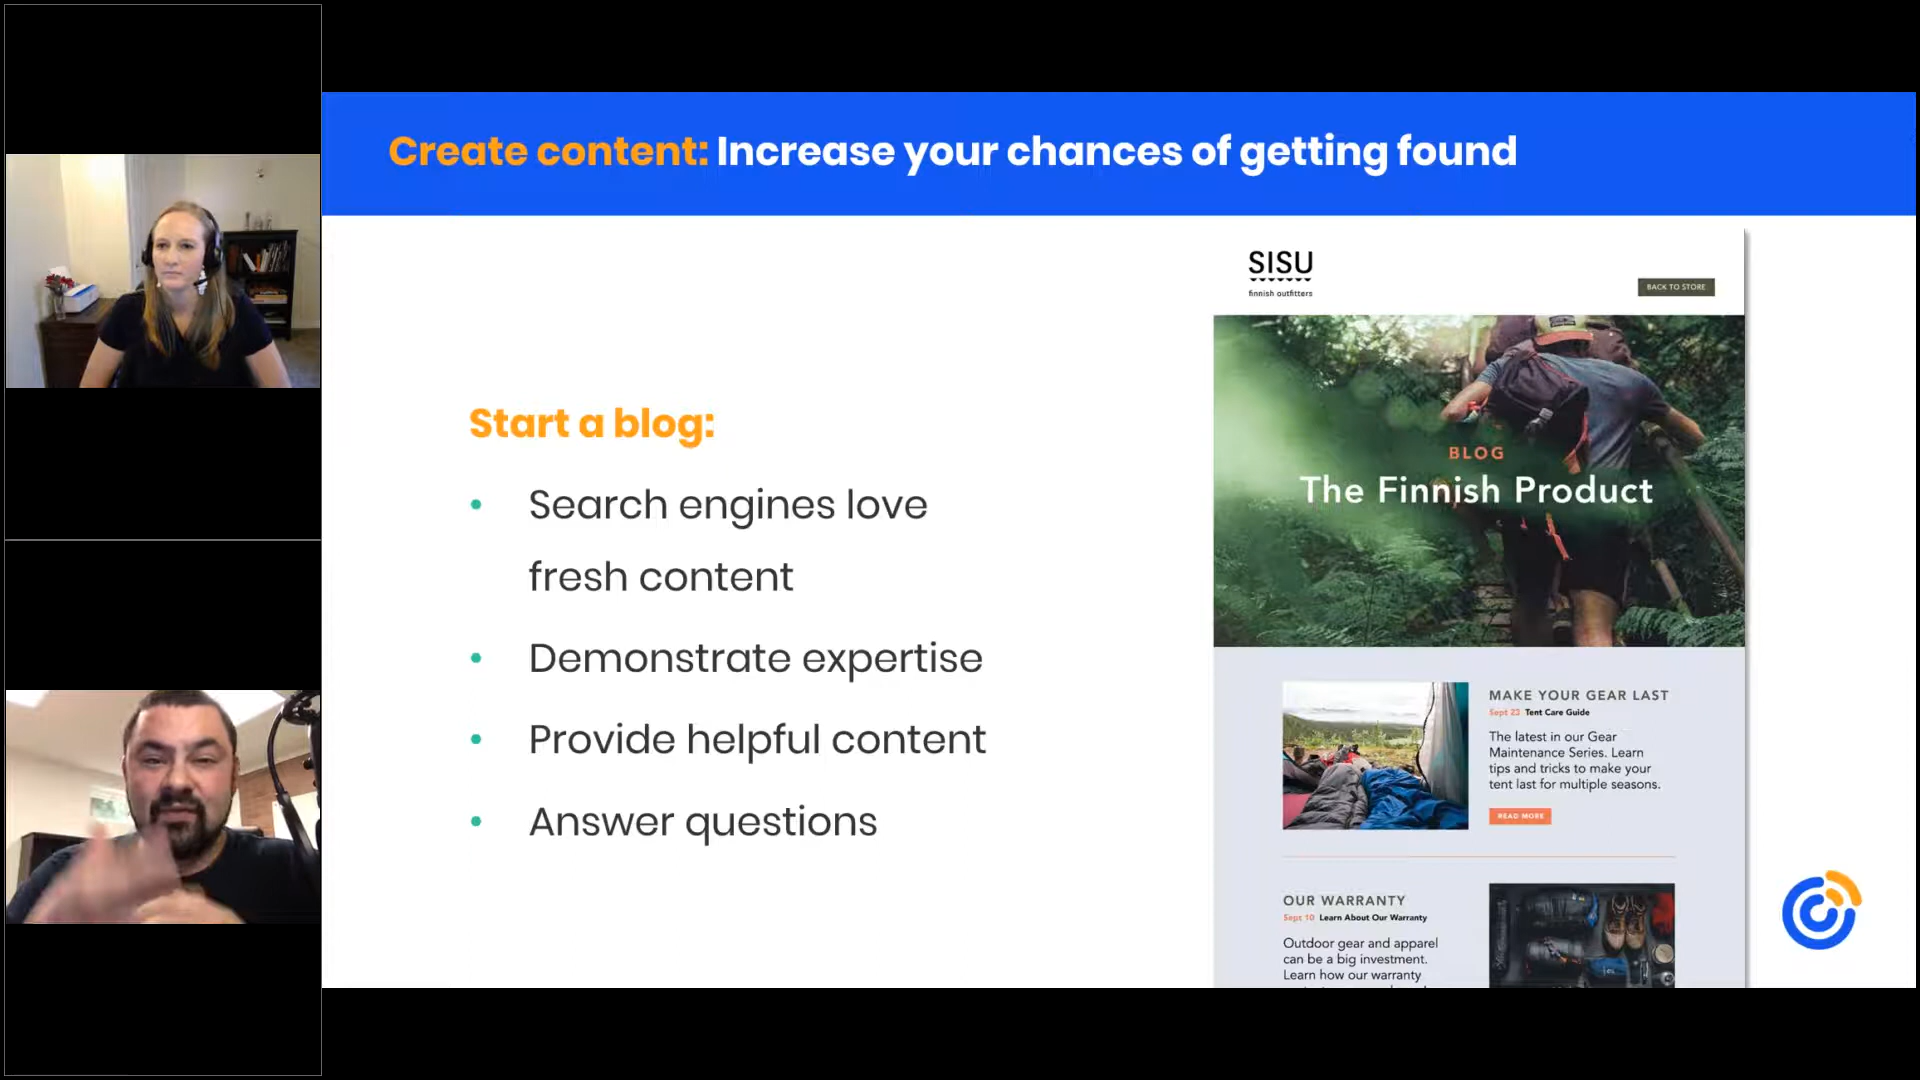 Create content: Increase your chances of getting found
Start a blog:
• Search engines love
fresh content
• Demonstrate expertise
• Provide helpful content
• Answer questions
SISU
finnish outfitters
BACK TO STORE
BLOG
The Finnish Product
MAKE YOUR GEAR LAST
Sept 23 Tent Care Guide
The latest in our Gear
Maintenance Series. Learn
tips and tricks to make your
tent last for multiple seasons.
READ MORE
OUR WARRANTY
Sept 10 Learn About Our Warranty
Outdoor gear and apparel
can be a big investment.
Learn how our warranty